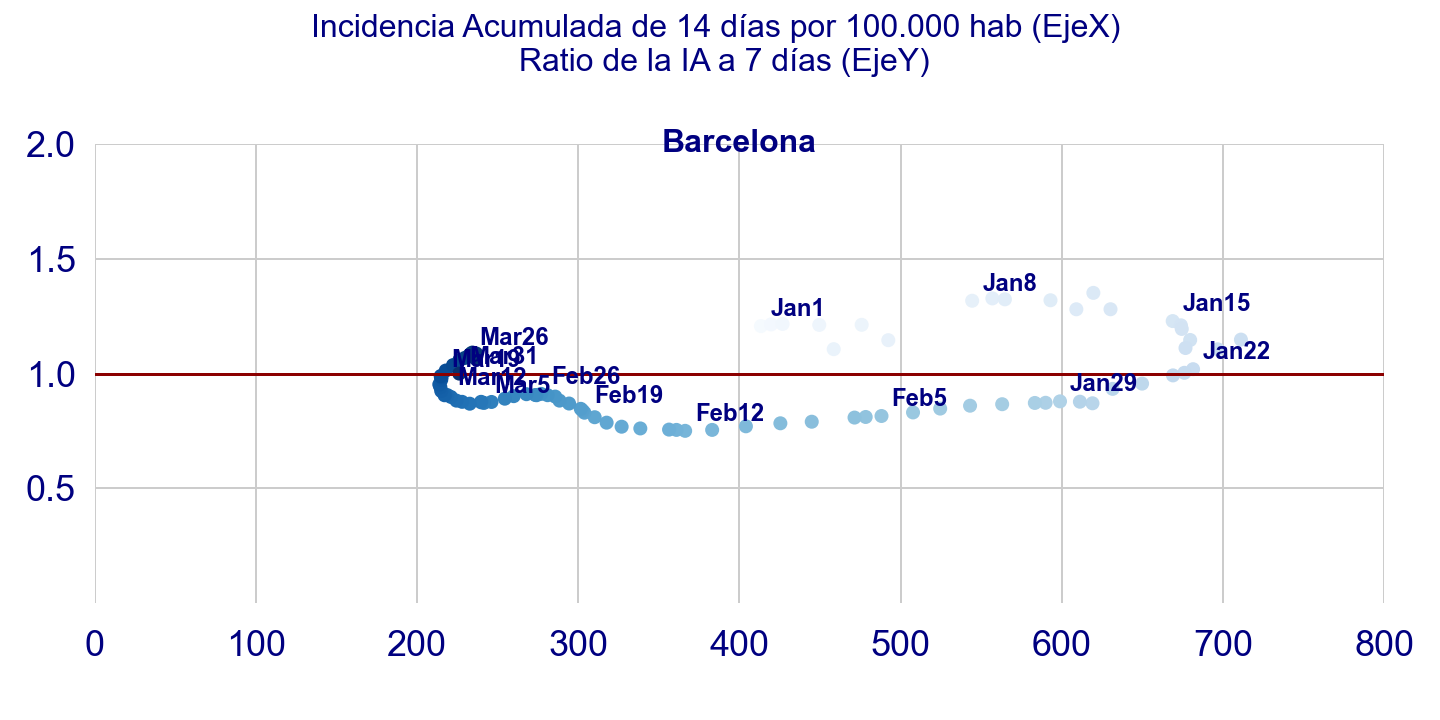 Incidencia Acumulada de 14 días por 100.000 hab (EjeX)
Ratio de la IA a 7 días (EjeY)
Barcelona
2.0
1.5
1.0
0.5
Jan1
Jan8
Jan15
Jan22
Jan29
Feb5
Feb12
Feb19
Feb26
Mar5
Mar12
Mar19
Mar26
Mar31
0 100 200 300 400 500 600 700 800